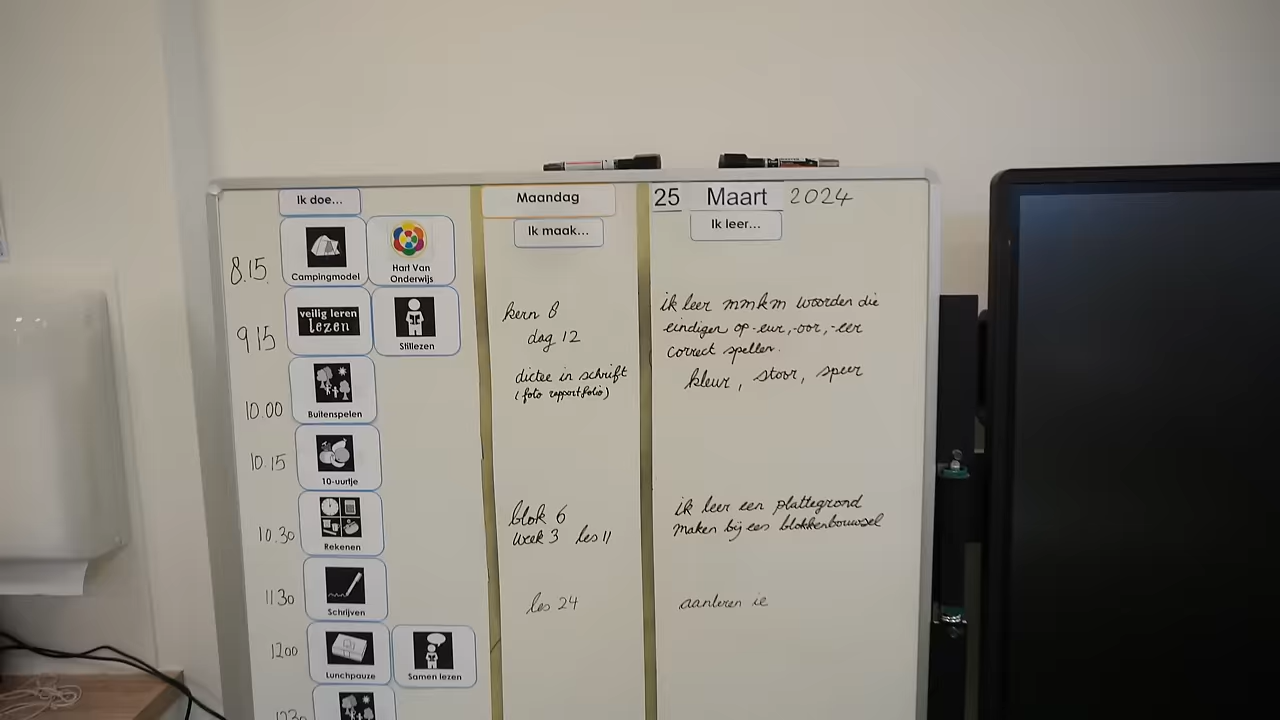 Ik doe...
Maandag
25 Maart 2024
Ik maak...
Ik leer...
8.15
Campingmodel
Hart Van
Onderwijs
9 15
veilig leren
lezen
Stillezen
kern 8
dag 12
dictee in schrift
(foto rapportfolio)
ik leer mmkm woorden die
eindigen op -eur, -oor, -eer
correct spellen.
kleur, stoor, speer
10.00
Buitenspelen
10.15
10-uurtje
10.30
Rekenen
blok 6
week 3 les 11
ik leer een plattegrond
maken bij een blokkenbouwsel
11 30
Schrijven
les 24
aanleren ie
1200
Lunchpauze
Samen lezen
1230